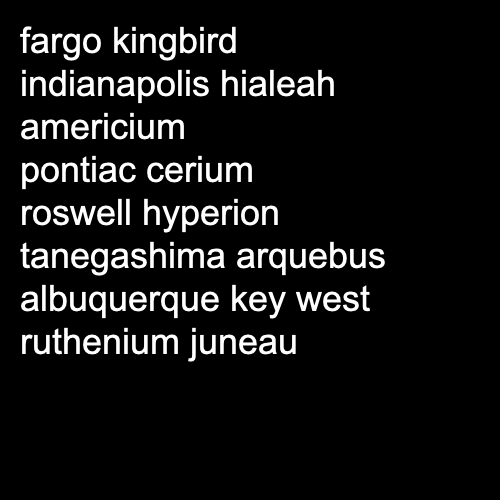 fargo kingbird
indianapolis hialeah
americium
pontiac cerium
roswell hyperion
tanegashima arquebus
albuquerque key west
ruthenium juneau